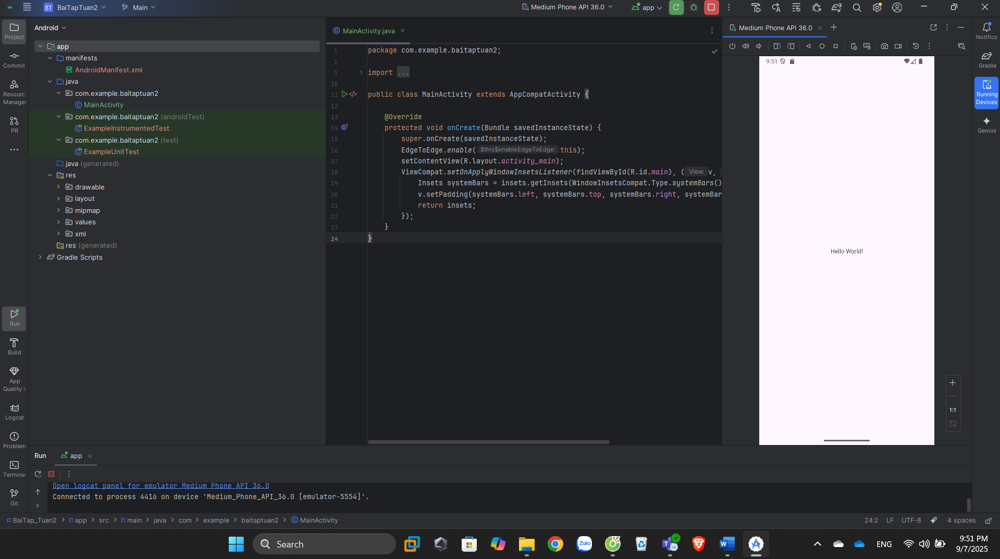 BT BaiTapTuan2
Main
Medium Phone API 36.0
app
Project
Commit
Resourc
Manager
PR
Run
Build
App
Quality I
Logcat
Problem
Termina
Git
Android
app
manifests
AndroidManifest.xml
java
com.example.baitaptuan2
MainActivity
com.example.baitaptuan2 (androidTest)
ExampleInstrumentedTest
com.example.baitaptuan2 (test)
ExampleUnitTest
java (generated)
res
drawable
layout
mipmap
values
xml
res (generated)
Gradle Scripts
MainActivity.java
1 package com.example.baitaptuan2;
2
3 import ...
10
11 public class MainActivity extends AppCompatActivity {
12
13 @Override
14 protected void onCreate(Bundle savedInstanceState) {
15 super.onCreate(savedInstanceState);
16 EdgeToEdge.enable( $this$enableEdgeToEdge: this);
17 setContentView(R.layout.activity_main);
18 ViewCompat.setOnApplyWindowInsetsListener(findViewById(R.id.main), ( View v,
19 Insets systemBars = insets.getInsets(WindowInsetsCompat.Type.systemBars()
20 v.setPadding(systemBars.left, systemBars.top, systemBars.right, systemBar
21 return insets;
22 });
23 }
24 }
Medium Phone API 36.0
9:51
Hello World!
1:1
Notifica
Gradle
Running
Devices
Gemini
Run app
Open logcat panel for emulator Medium Phone API 36.0
Connected to process 4416 on device 'Medium_Phone_API_36.0 [emulator-5554]'.
BaiTap_Tuan2 > app > src > main > java > com > example > baitaptuan2 > MainActivity
24:2 LF UTF-8 4 spaces
Search
Zalo
LQ
ENG
9:51 PM
9/7/2025